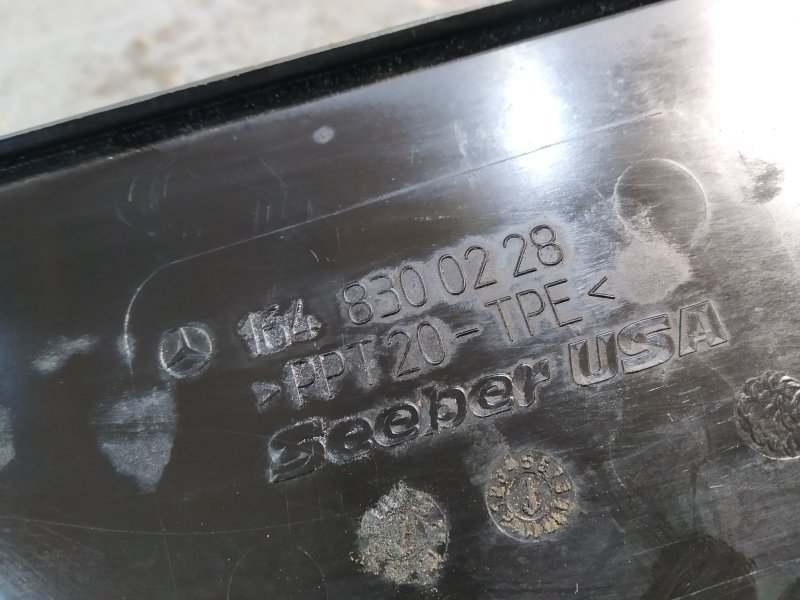 164 830 02 28
>PPT20-TPE<
Seeber USA